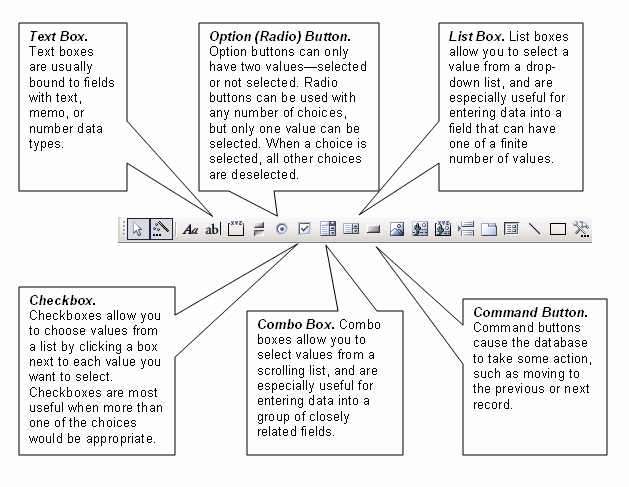 Text Box.
Text boxes
are usually
bound to fields
with text,
memo, or
number data
types.
Option (Radio) Button.
Option buttons can only
have two values—selected
or not selected. Radio
buttons can be used with
any number of choices,
but only one value can be
selected. When a choice is
selected, all other choices
are deselected.
List Box. List boxes
allow you to select a
value from a drop-
down list, and are
especially useful for
entering data into a
field that can have
one of a finite
number of values.
Aa ab| XYZ XYZ
Checkbox.
Checkboxes allow you
to choose values from
a list by clicking a box
next to each value you
want to select.
Checkboxes are most
useful when more than
one of the choices
would be appropriate.
Combo Box. Combo
boxes allow you to
select values from a
scrolling list, and are
especially useful for
entering data into a
group of closely
related fields.
Command Button.
Command buttons
cause the database
to take some action,
such as moving to
the previous or next
record.